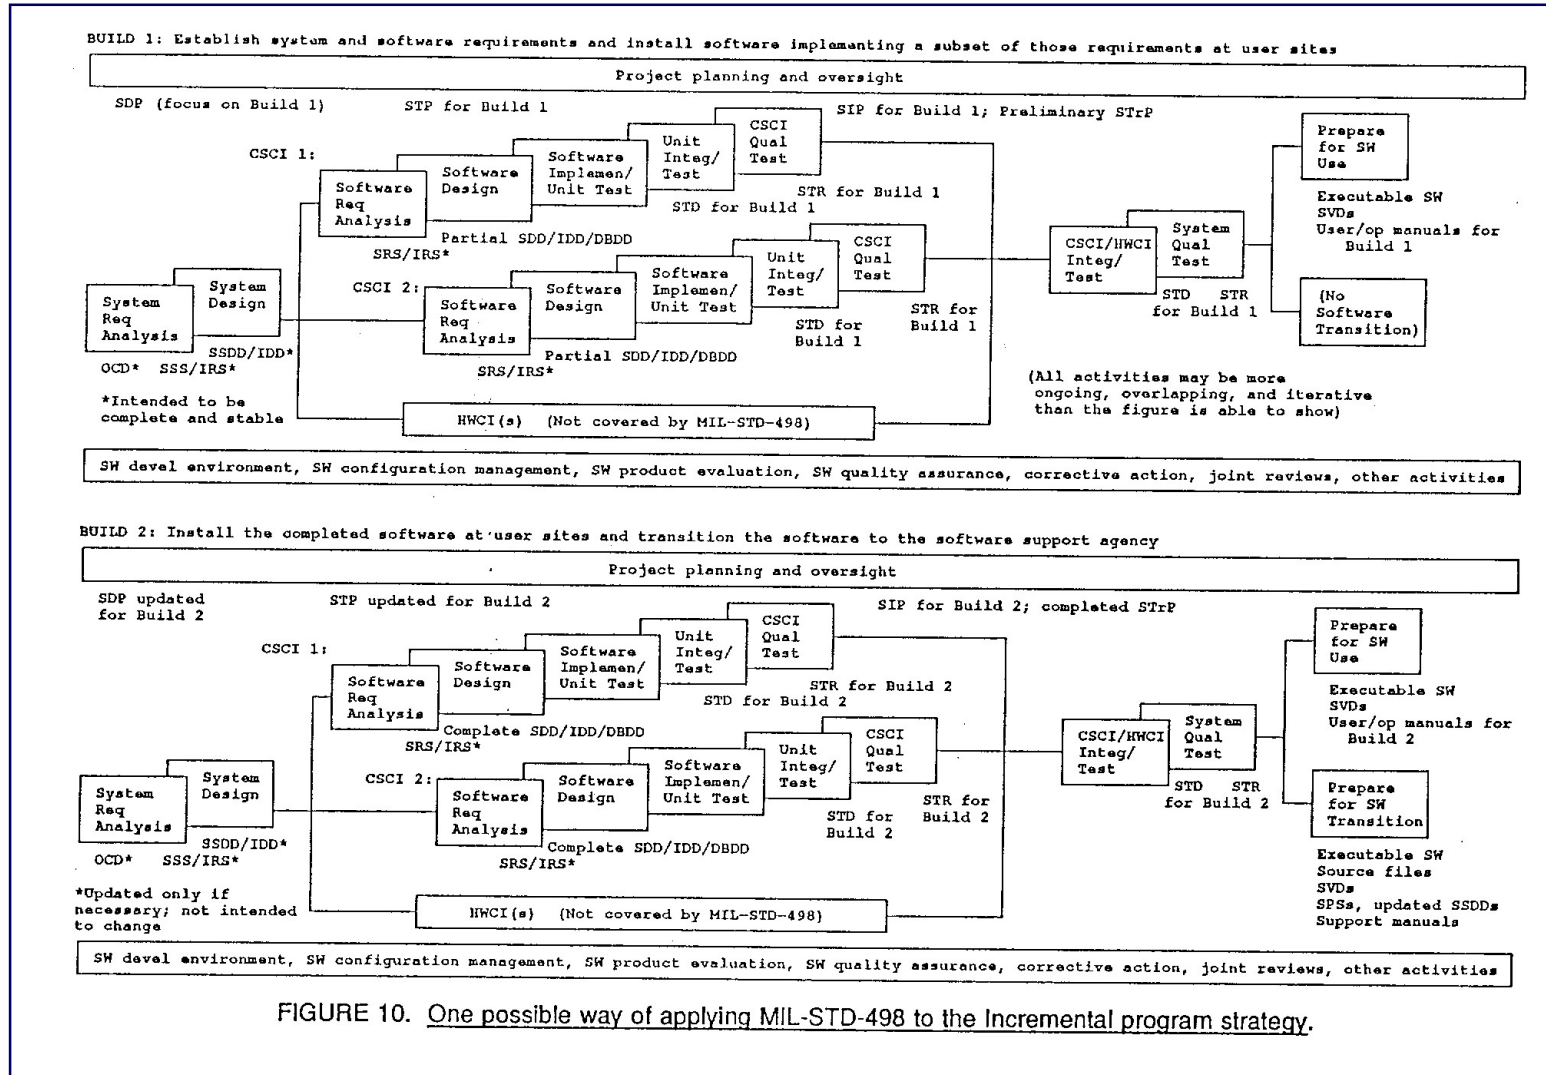 BUILD 1: Establish system and software requirements and install software implementing a subset of those requirements at user sites
Project planning and oversight
SDP (focus on Build 1)
STP for Build 1
SIP for Build 1; Preliminary STrP
CSCI 1:
Software
Req
Analysis
Software
Design
Software
Implemen/
Unit Test
Unit
Integ/
Test
CSCI
Qual
Test
STR for Build 1
STD for Build 1
Partial SDD/IDD/DBDD
SRS/IRS*
CSCI 2:
Software
Req
Analysis
Software
Design
Software
Implemen/
Unit Test
Unit
Integ/
Test
CSCI
Qual
Test
STR for
Build 1
STD for
Build 1
Partial SDD/IDD/DBDD
SRS/IRS*
System
Req
Analysis
System
Design
SSDD/IDD*
OCD* SSS/IRS*
*Intended to be
complete and stable
HWCI(s) (Not covered by MIL-STD-498)
CSCI/HWCI
Integ/
Test
System
Qual
Test
STD STR
for Build 1
Prepare
for SW
Use
Executable SW
SVDs
User/op manuals for
Build 1
(No
Software
Transition)
(All activities may be more
ongoing, overlapping, and iterative
than the figure is able to show)
SW devel environment, SW configuration management, SW product evaluation, SW quality assurance, corrective action, joint reviews, other activities
BUILD 2: Install the completed software at user sites and transition the software to the software support agency
Project planning and oversight
SDP updated
for Build 2
STP updated for Build 2
SIP for Build 2; completed STrP
CSCI 1:
Software
Req
Analysis
Software
Design
Software
Implemen/
Unit Test
Unit
Integ/
Test
CSCI
Qual
Test
STR for Build 2
STD for Build 2
Complete SDD/IDD/DBDD
SRS/IRS*
CSCI 2:
Software
Req
Analysis
Software
Design
Software
Implemen/
Unit Test
Unit
Integ/
Test
CSCI
Qual
Test
STR for
Build 2
STD for
Build 2
Complete SDD/IDD/DBDD
SRS/IRS*
System
Req
Analysis
System
Design
SSDD/IDD*
OCD* SSS/IRS*
*Updated only if
necessary; not intended
to change
HWCI(s) (Not covered by MIL-STD-498)
CSCI/HWCI
Integ/
Test
System
Qual
Test
STD STR
for Build 2
Prepare
for SW
Use
Executable SW
SVDs
User/op manuals for
Build 2
Prepare
for SW
Transition
Executable SW
Source files
SVDs
SPSs, updated SSDDs
Support manuals
SW devel environment, SW configuration management, SW product evaluation, SW quality assurance, corrective action, joint reviews, other activities
FIGURE 10. One possible way of applying MIL-STD-498 to the Incremental program strategy.